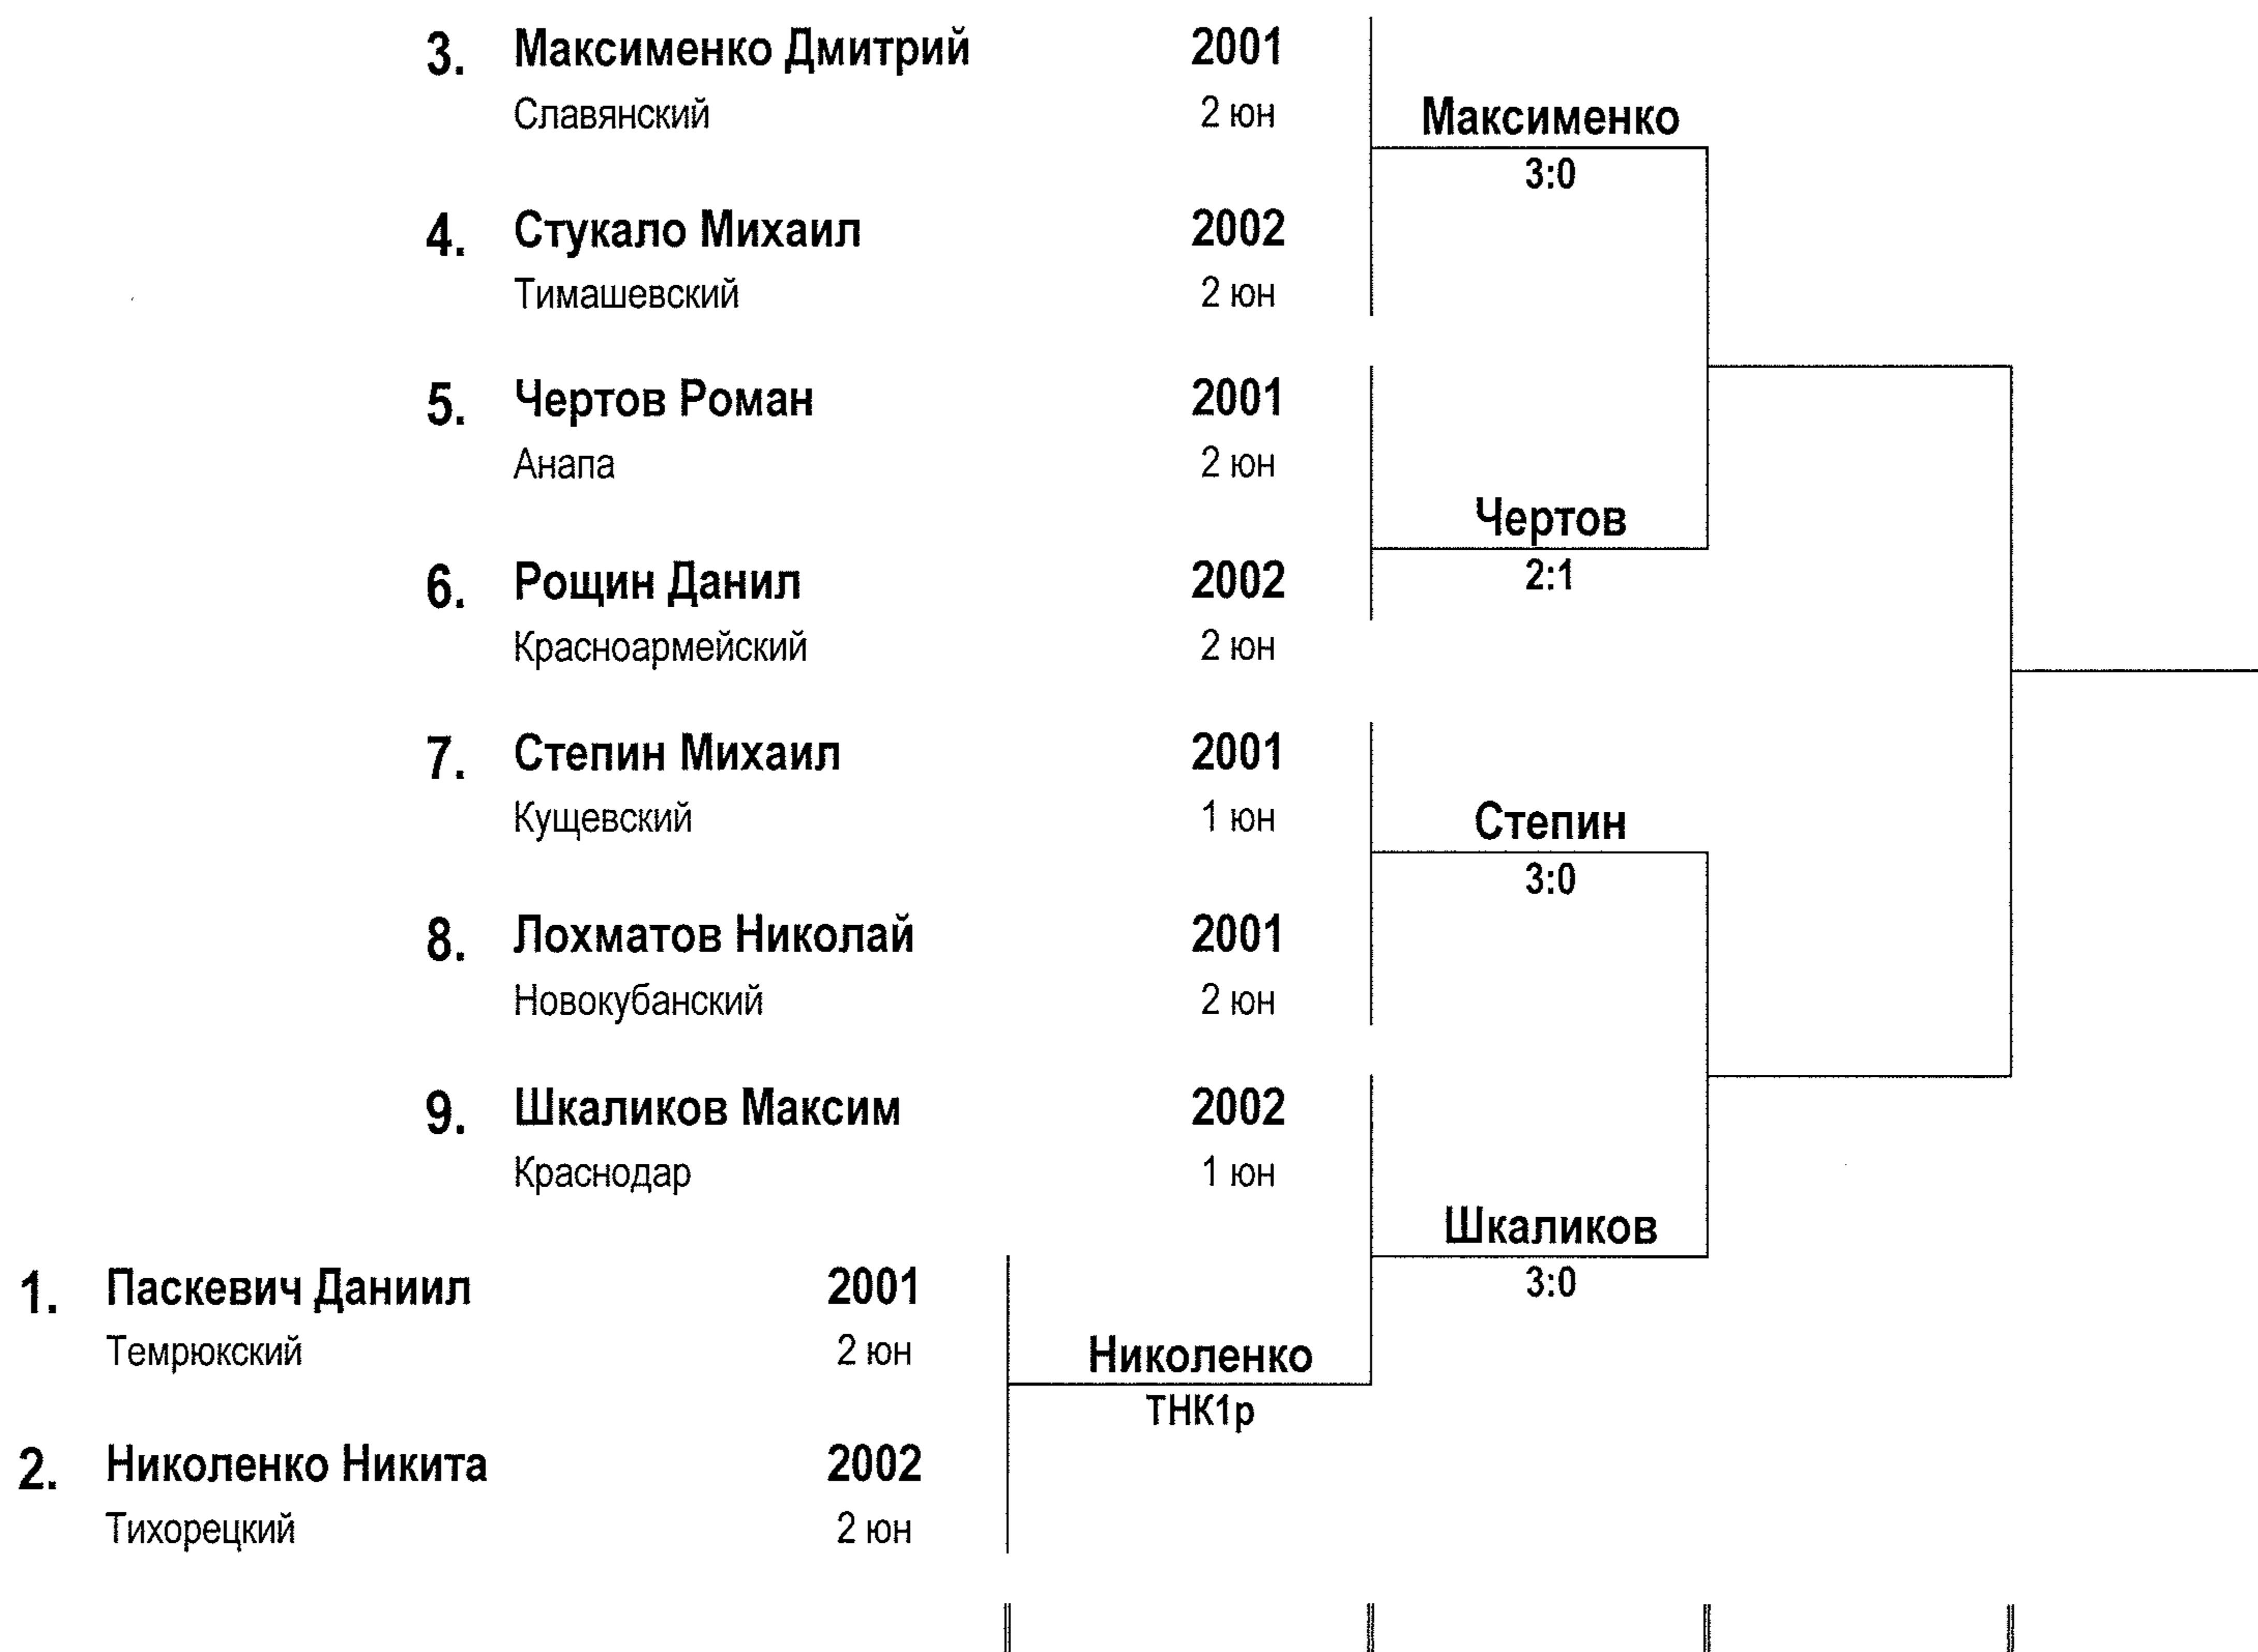 3. Максименко Дмитрий 2001
Славянский 2 юн
Максименко
3:0
4. Стукало Михаил 2002
Тимашевский 2 юн
5. Чертов Роман 2001
Анапа 2 юн
Чертов
2:1
6. Рощин Данил 2002
Красноармейский 2 юн
7. Степин Михаил 2001
Кущевский 1 юн
Степин
3:0
8. Лохматов Николай 2001
Новокубанский 2 юн
9. Шкаликов Максим 2002
Краснодар 1 юн
Шкаликов
3:0
1. Паскевич Даниил 2001
Темрюкский 2 юн
Николенко
ТНК1р
2. Николенко Никита 2002
Тихорецкий 2 юн